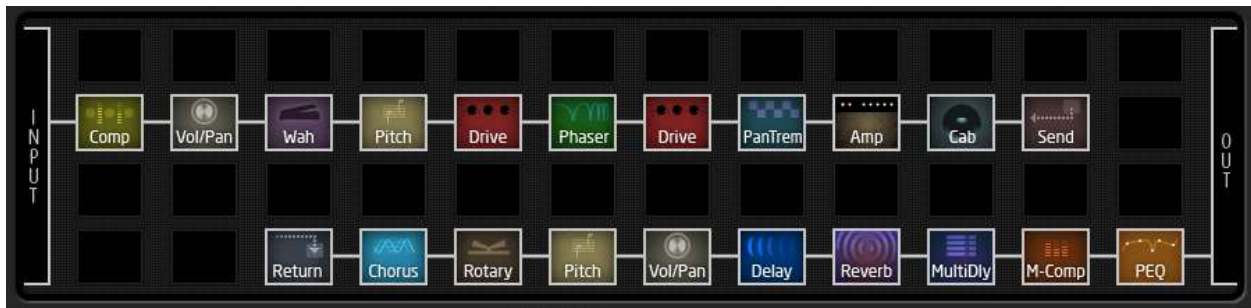 INPUT
Comp Vol/Pan Wah Pitch Drive Phaser Drive PanTrem Amp Cab Send
Return Chorus Rotary Pitch Vol/Pan Delay Reverb MultiDly M-Comp PEQ
OUT